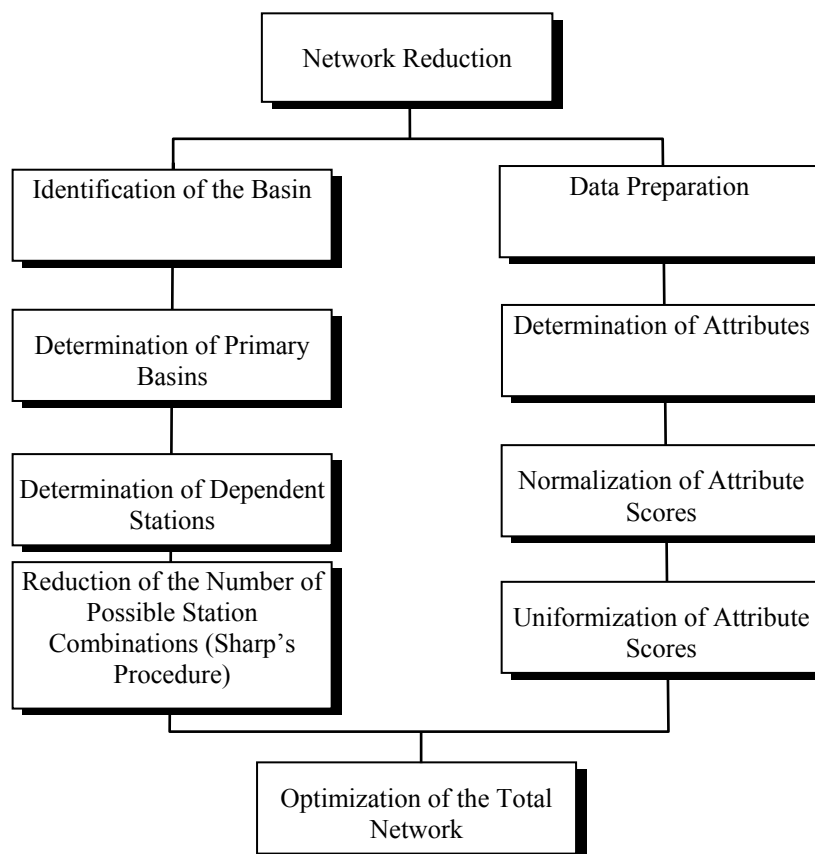 Network Reduction
Identification of the Basin
Data Preparation
Determination of Primary
Basins
Determination of Attributes
Determination of Dependent
Stations
Normalization of Attribute
Scores
Reduction of the Number of
Possible Station
Combinations (Sharp’s
Procedure)
Uniformization of Attribute
Scores
Optimization of the Total
Network